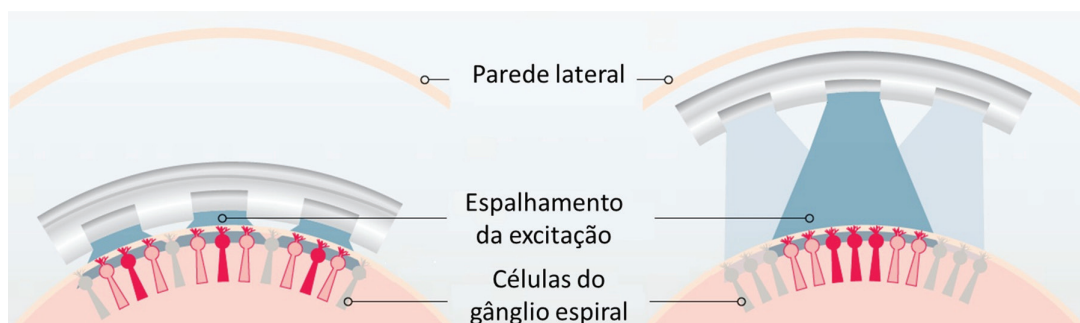 Parede lateral
Espalhamento
da excitação
Células do
gânglio espiral